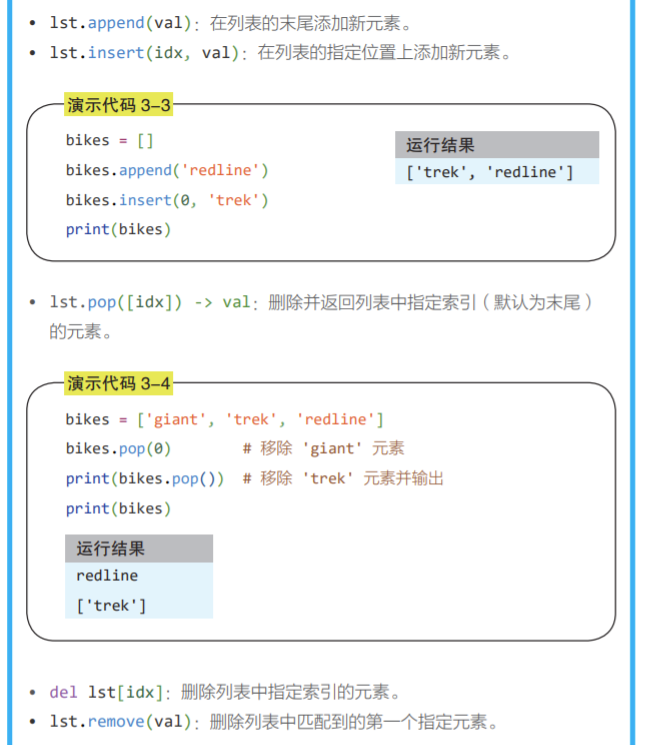 • lst.append(val)：在列表的末尾添加新元素。
• lst.insert(idx, val)：在列表的指定位置上添加新元素。
演示代码 3–3
bikes = []
bikes.append('redline')
bikes.insert(0, 'trek')
print(bikes)
运行结果
['trek', 'redline']
• lst.pop([idx]) -> val：删除并返回列表中指定索引（默认为末尾）
的元素。
演示代码 3–4
bikes = ['giant', 'trek', 'redline']
bikes.pop(0) # 移除 'giant' 元素
print(bikes.pop()) # 移除 'trek' 元素并输出
print(bikes)
运行结果
redline
['trek']
• del lst[idx]：删除列表中指定索引的元素。
• lst.remove(val)：删除列表中匹配到的第一个指定元素。